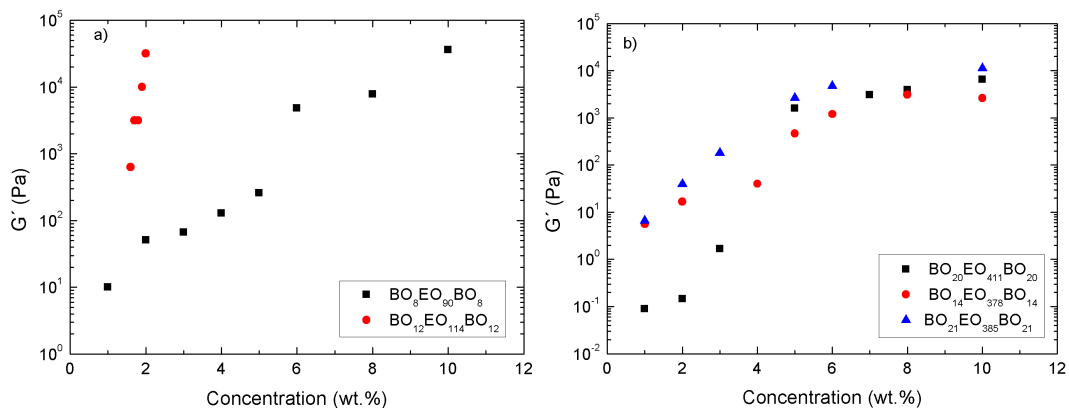 a)
G´ (Pa)
10⁵
10⁴
10³
10²
10¹
10⁰
0 2 4 6 8 10 12
Concentration (wt.%)
BO₈EO₉₀BO₈
BO₁₂EO₁₁₄BO₁₂
b)
G´ (Pa)
10⁵
10⁴
10³
10²
10¹
10⁰
10⁻¹
10⁻²
0 2 4 6 8 10 12
Concentration (wt.%)
BO₂₀EO₄₁₁BO₂₀
BO₁₄EO₃₇₈BO₁₄
BO₂₁EO₃₈₅BO₂₁